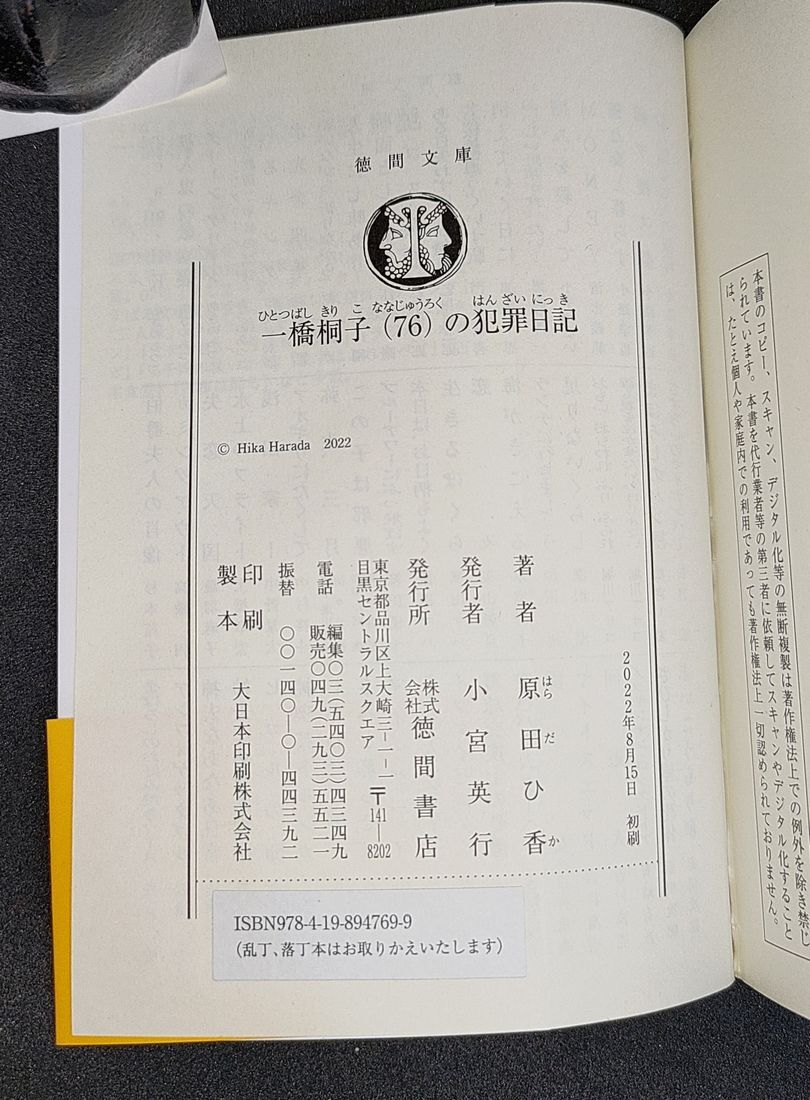 徳間文庫
ひとつばし きり こ ななじゅうろく はん ざい にっ き
一橋桐子（76）の犯罪日記
© Hika Harada 2022
2022年8月15日 初刷
著者 原田ひ香
はら だ か
発行者 小宮英行
発行所 株式会社徳間書店
東京都品川区上大崎三―一―一
目黒セントラルスクエア 〒141―8202
電話 編集〇三(五四〇三)四三四九
販売〇四九(二九三)五五二一
振替 〇〇一四〇―〇―四四三九二
印刷
製本 大日本印刷株式会社
ISBN978-4-19-894769-9
（乱丁、落丁本はお取りかえいたします）
本書のコピー、スキャン、デジタル化等の無断複製は著作権法上での例外を除き禁じ
られています。本書を代行業者等の第三者に依頼してスキャンやデジタル化すること
は、たとえ個人や家庭内での利用であっても著作権法上一切認められておりません。